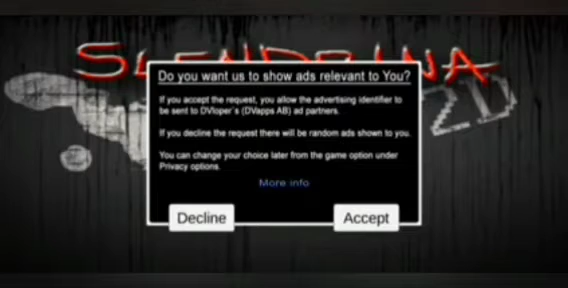 SLENDRINA
2D
Do you want us to show ads relevant to You?
If you accept the request, you allow the advertising identifier to
be sent to DVloper´s (DVapps AB) ad partners.
If you decline the request there will be random ads shown to you.
You can change your choice later from the game option under
Privacy options.
More info
Decline
Accept